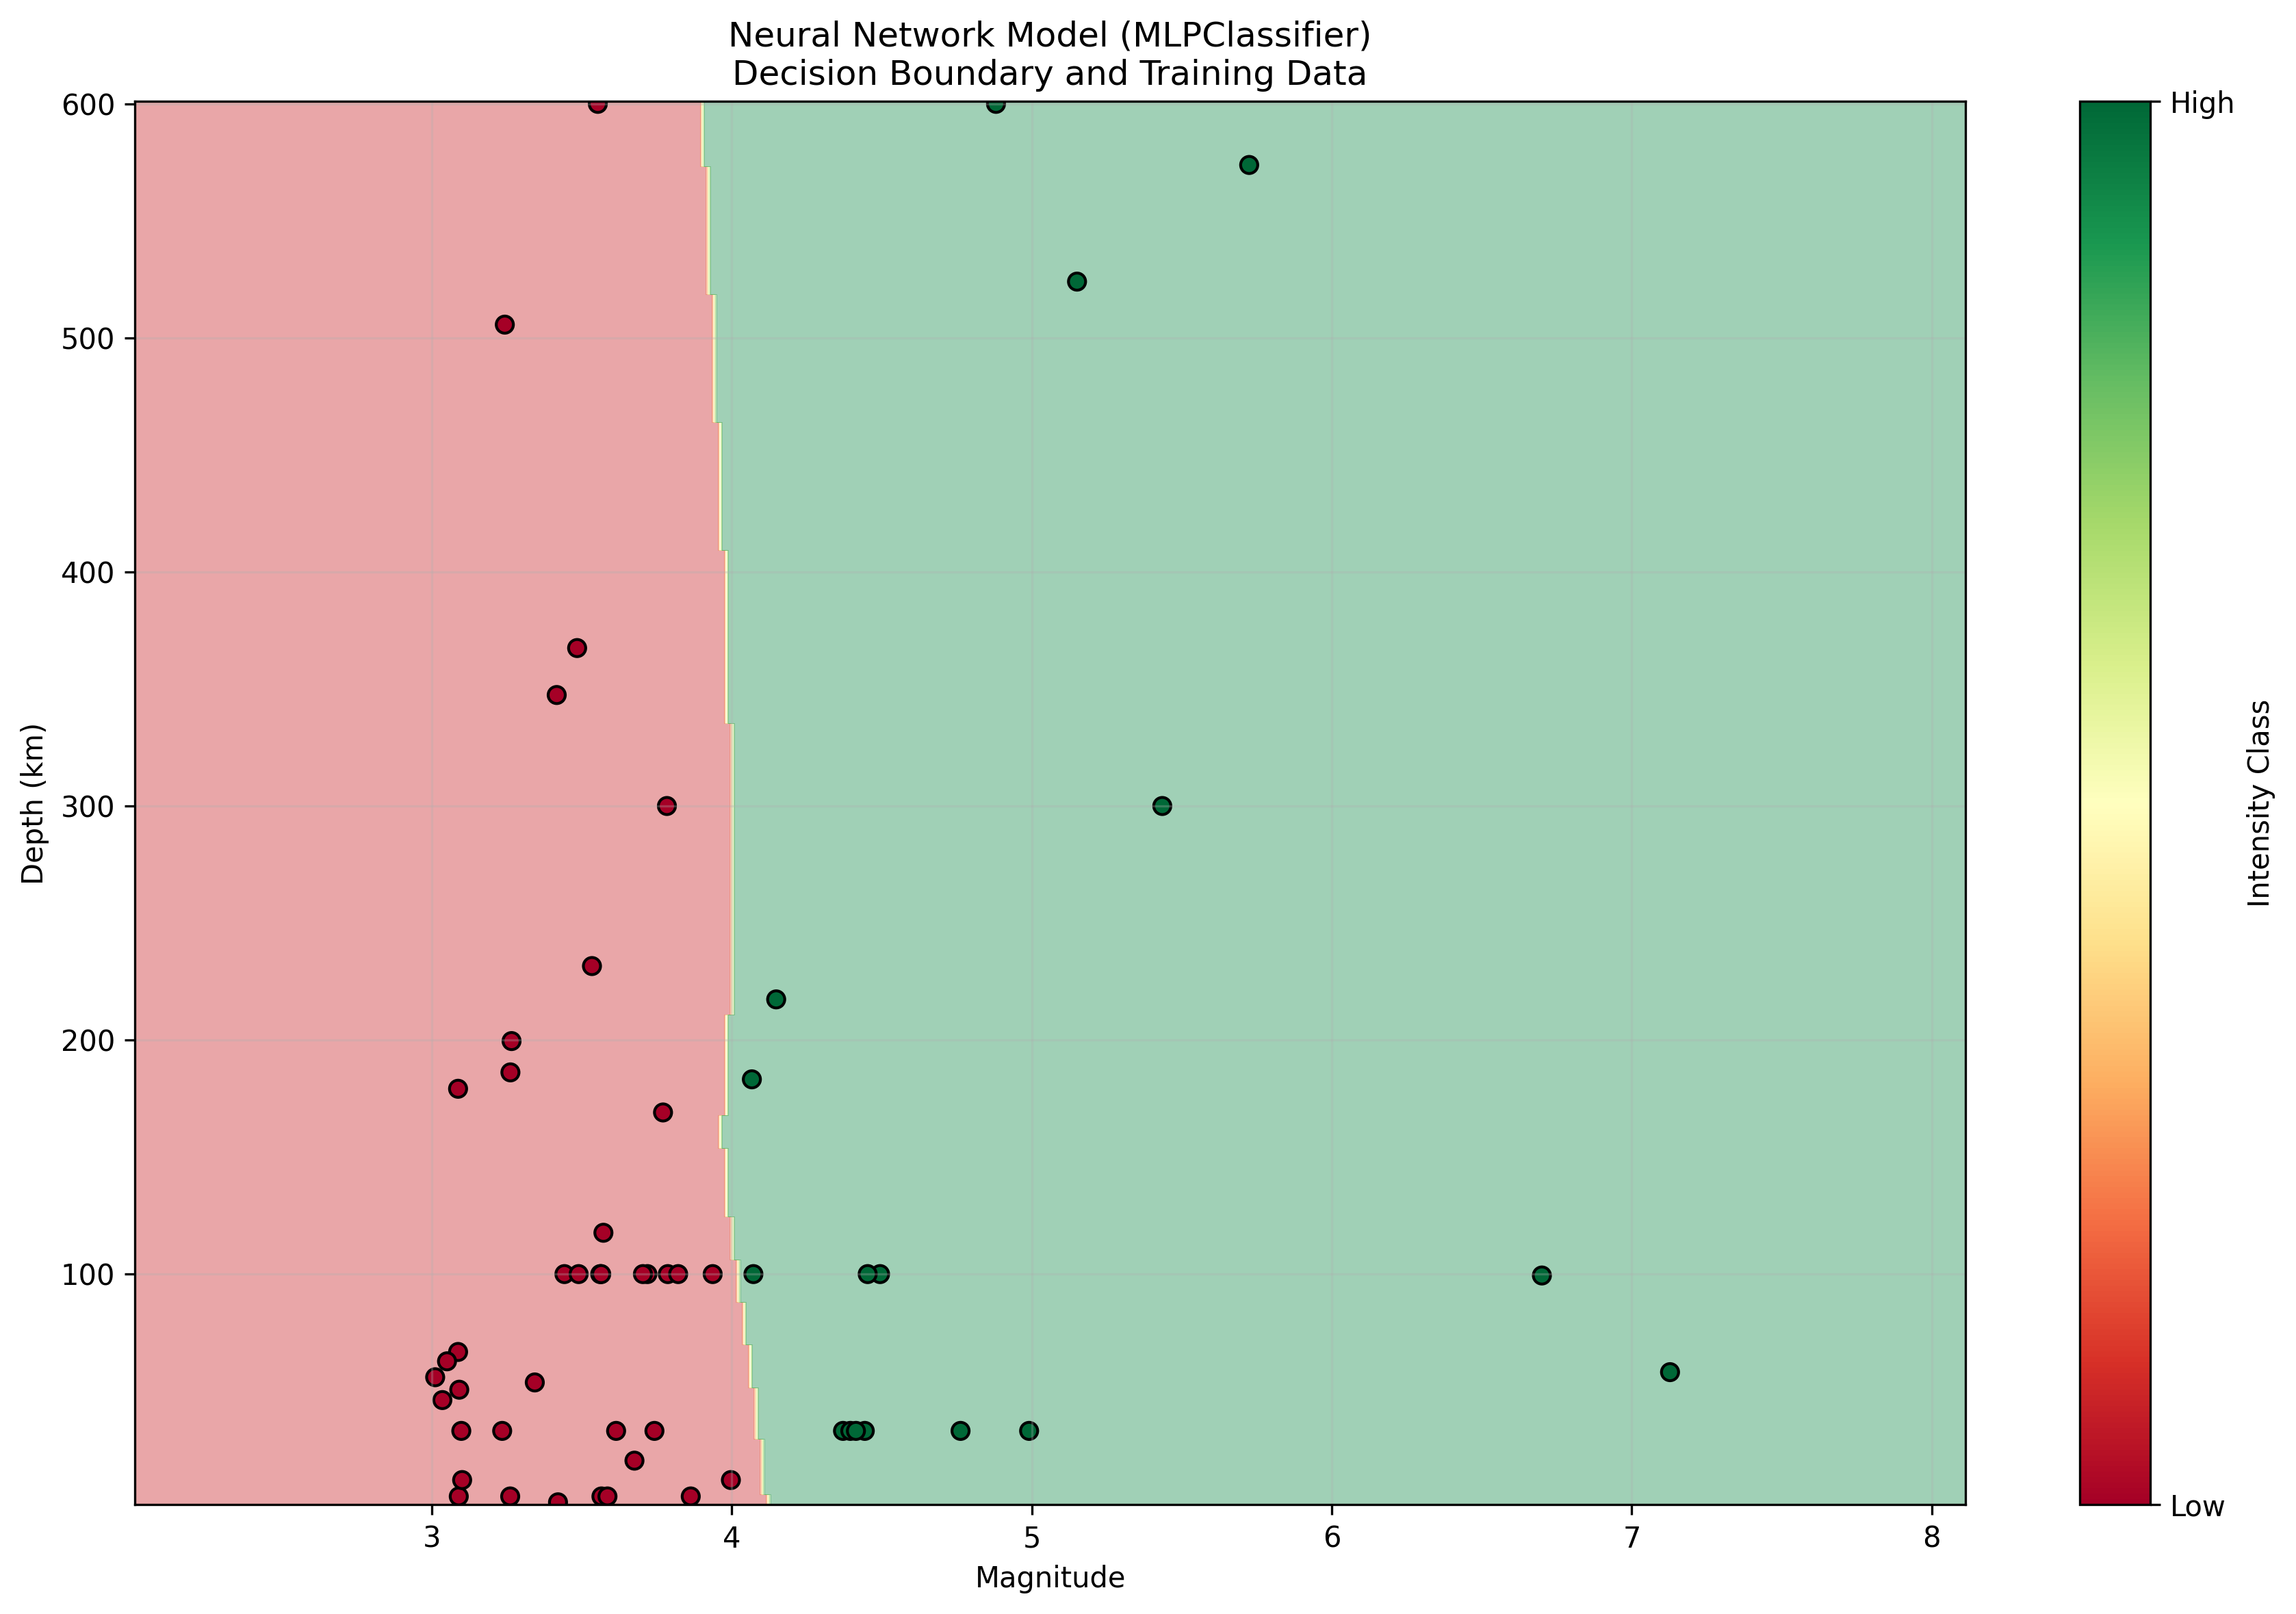 Neural Network Model (MLPClassifier)
Decision Boundary and Training Data
600
500
400
300
200
100
Depth (km)
3
4
5
6
7
8
Magnitude
High
Low
Intensity Class